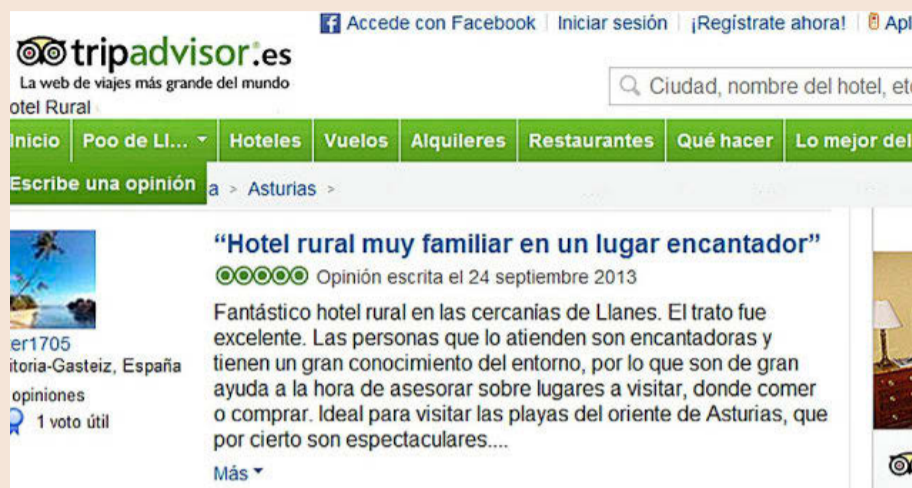 Accede con Facebook Iniciar sesión ¡Regístrate ahora!
tripadvisor.es
La web de viajes más grande del mundo
Ciudad, nombre del hotel, etc
otel Rural
Inicio Poo de Ll... Hoteles Vuelos Alquileres Restaurantes Qué hacer Lo mejor del
Escribe una opinión a > Asturias >
“Hotel rural muy familiar en un lugar encantador”
Opinión escrita el 24 septiembre 2013
Fantástico hotel rural en las cercanías de Llanes. El trato fue
excelente. Las personas que lo atienden son encantadoras y
tienen un gran conocimiento del entorno, por lo que son de gran
ayuda a la hora de asesorar sobre lugares a visitar, donde comer
o comprar. Ideal para visitar las playas del oriente de Asturias, que
por cierto son espectaculares....
Más
er1705
itoria-Gasteiz, España
opiniones
1 voto útil